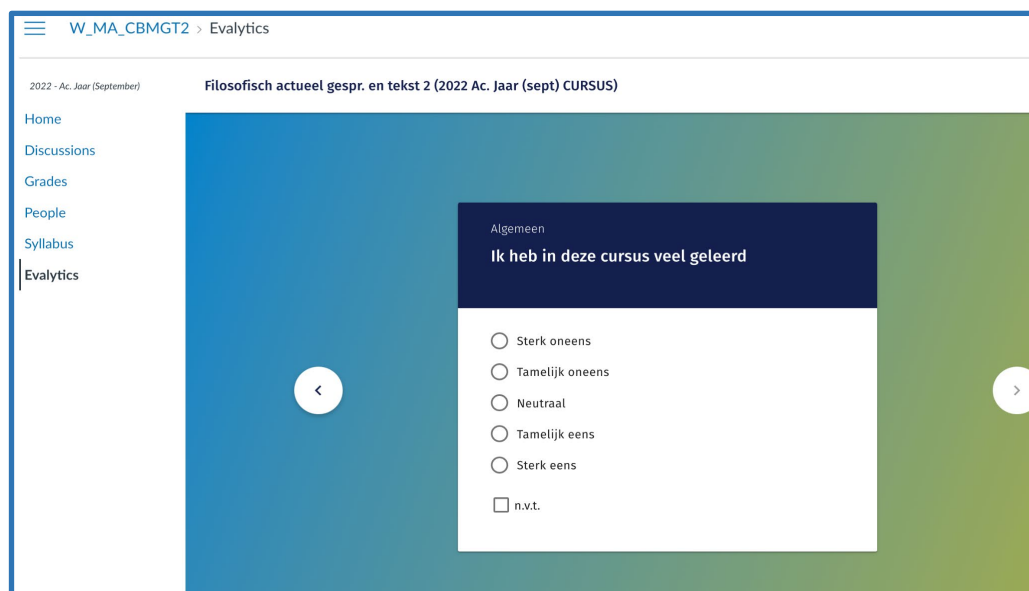 W_MA_CBMGT2 > Evalytics
2022 - Ac. Jaar (September)
Filosofisch actueel gespr. en tekst 2 (2022 Ac. Jaar (sept) CURSUS)
Home
Discussions
Grades
People
Syllabus
Evalytics
Algemeen
Ik heb in deze cursus veel geleerd
Sterk oneens
Tamelijk oneens
Neutraal
Tamelijk eens
Sterk eens
n.v.t.